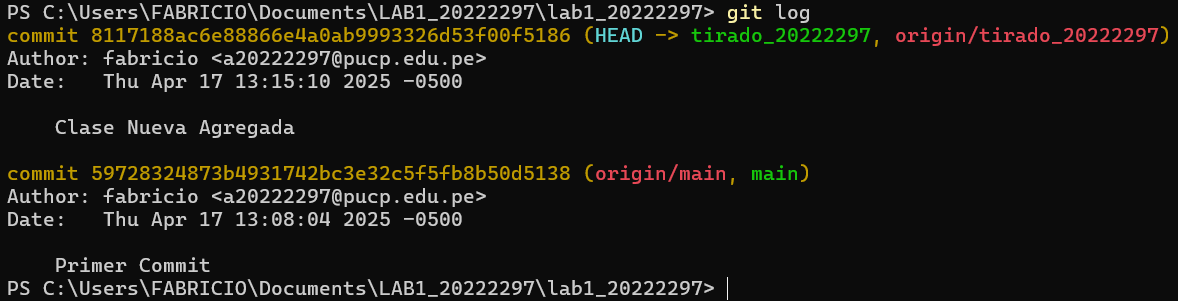 PS C:\Users\FABRICIO\Documents\LAB1_20222297\lab1_20222297> git log
commit 8117188ac6e88866e4a0ab9993326d53f00f5186 (HEAD -> tirado_20222297, origin/tirado_20222297)
Author: fabricio <a20222297@pucp.edu.pe>
Date:   Thu Apr 17 13:15:10 2025 -0500

    Clase Nueva Agregada

commit 59728324873b4931742bc3e32c5f5fb8b50d5138 (origin/main, main)
Author: fabricio <a20222297@pucp.edu.pe>
Date:   Thu Apr 17 13:08:04 2025 -0500

    Primer Commit
PS C:\Users\FABRICIO\Documents\LAB1_20222297\lab1_20222297>